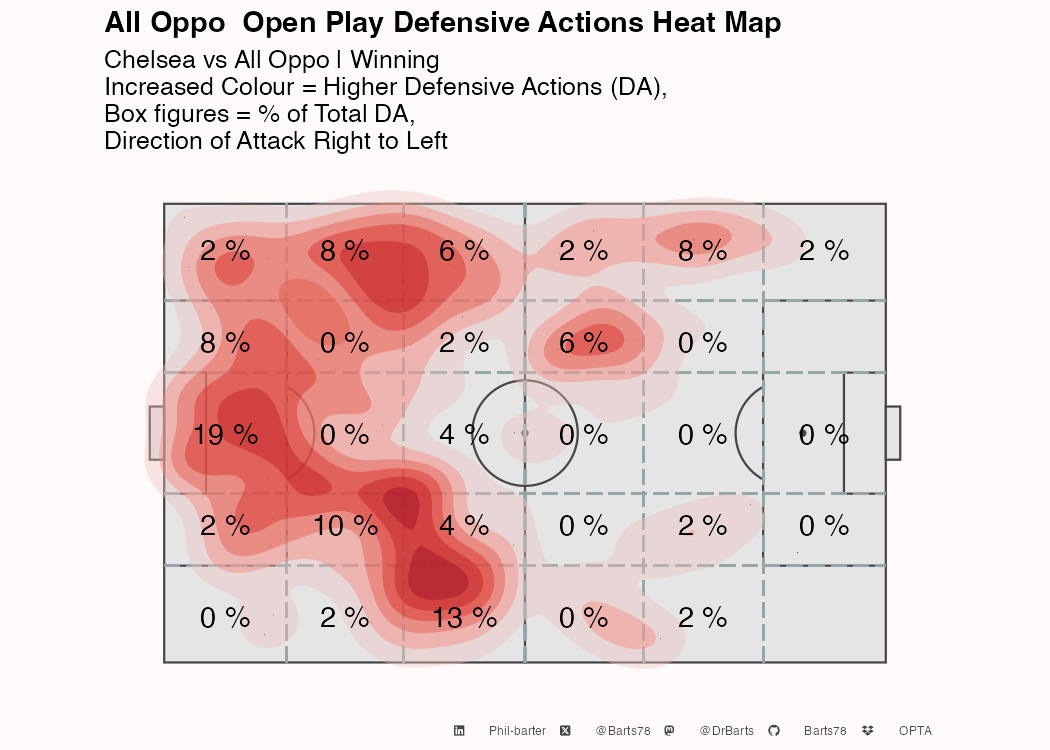 All Oppo  Open Play Defensive Actions Heat Map
Chelsea vs All Oppo | Winning
Increased Colour = Higher Defensive Actions (DA),
Box figures = % of Total DA,
Direction of Attack Right to Left
2 % 8 % 6 % 2 % 8 % 2 %
8 % 0 % 2 % 6 % 0 %
19 % 0 % 4 % 0 % 0 % 0 %
2 % 10 % 4 % 0 % 2 % 0 %
0 % 2 % 13 % 0 % 2 %
Phil-barter @Barts78 @DrBarts Barts78 OPTA